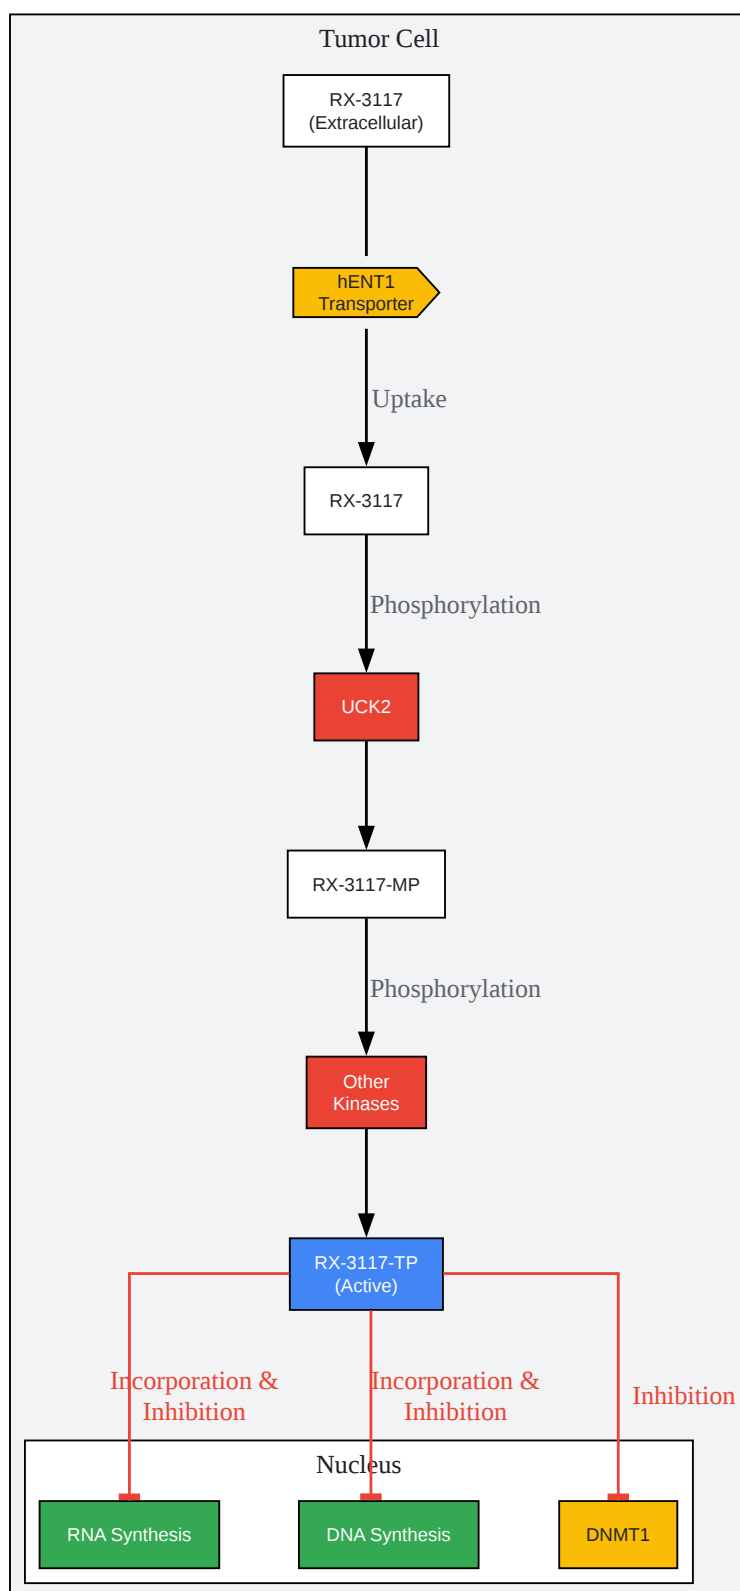 Tumor Cell
RX-3117
(Extracellular)
hENT1
Transporter
Uptake
RX-3117
Phosphorylation
UCK2
RX-3117-MP
Phosphorylation
Other
Kinases
RX-3117-TP
(Active)
Incorporation &
Inhibition
Incorporation &
Inhibition
Inhibition
Nucleus
RNA Synthesis
DNA Synthesis
DNMT1